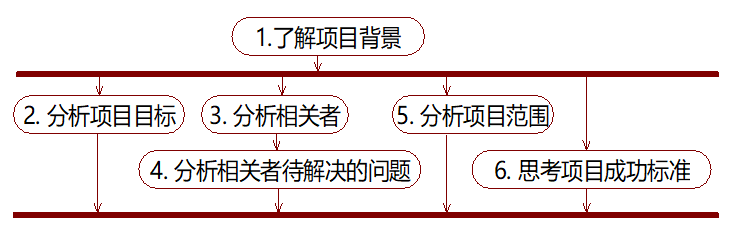 1.了解项目背景
2. 分析项目目标
3. 分析相关者
5. 分析项目范围
4. 分析相关者待解决的问题
6. 思考项目成功标准